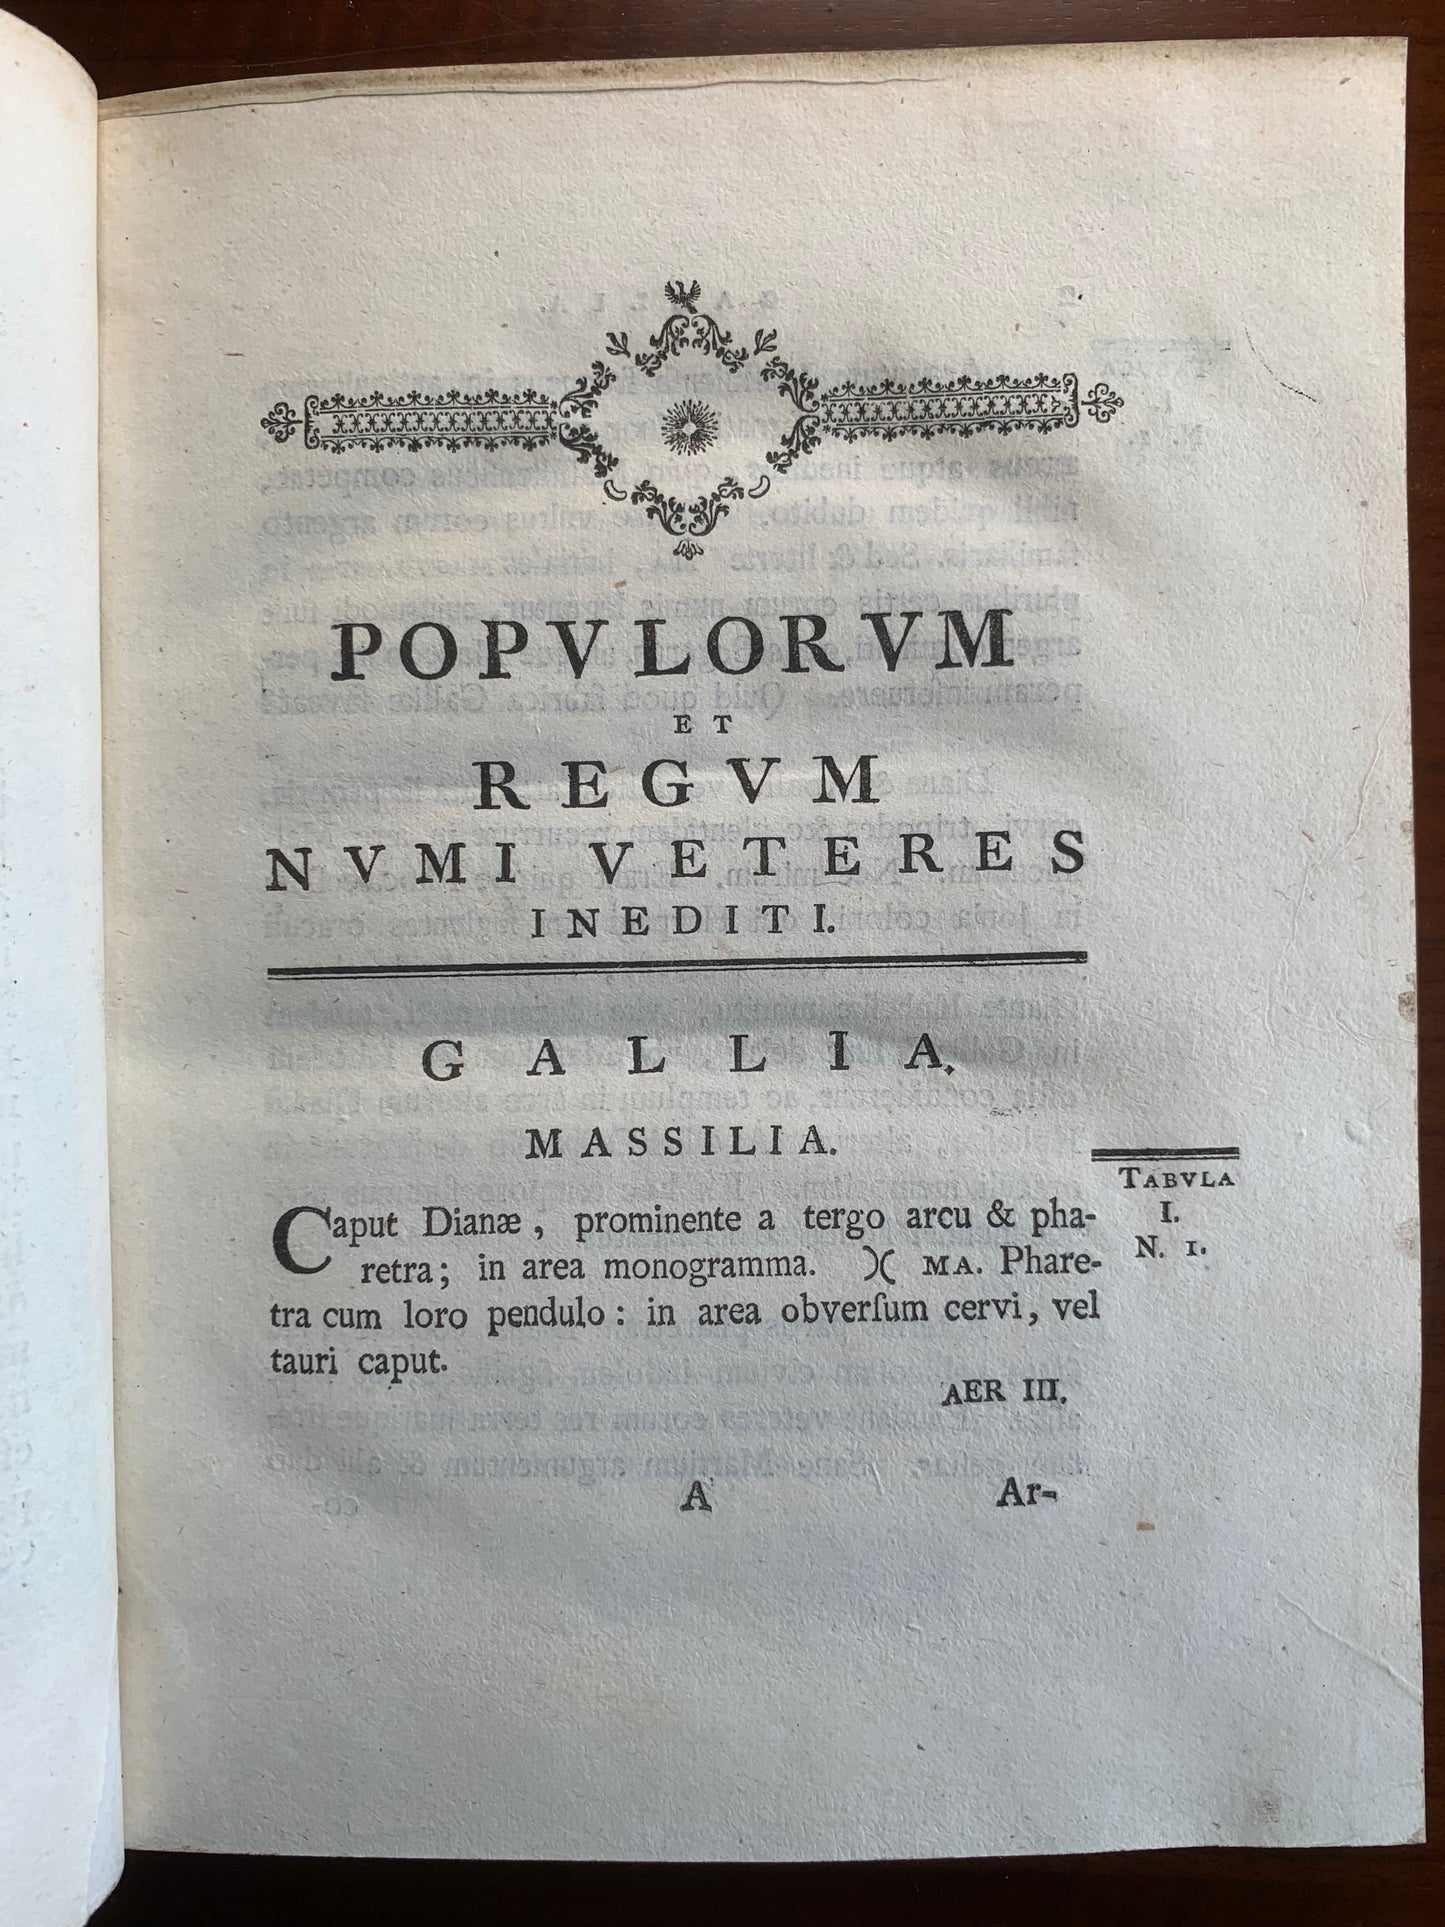 POPVLORVM
ET
REGVM
NVMI VETERES
INEDITI.
GALLIA.
MASSILIA.
TABVLA
I.
N. 1.
Caput Dianæ, prominente a tergo arcu & pha-
retra; in area monogramma. )( MA. Phare-
tra cum loro pendulo: in area obverſum cervi, vel
tauri caput.
AER III.
A
Ar-